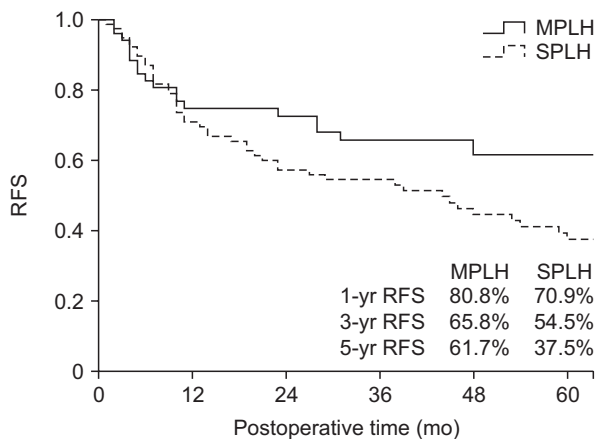 1.0
0.8
0.6
0.4
0.2
0
RFS
MPLH
SPLH
MPLH SPLH
1-yr RFS 80.8% 70.9%
3-yr RFS 65.8% 54.5%
5-yr RFS 61.7% 37.5%
0 12 24 36 48 60
Postoperative time (mo)